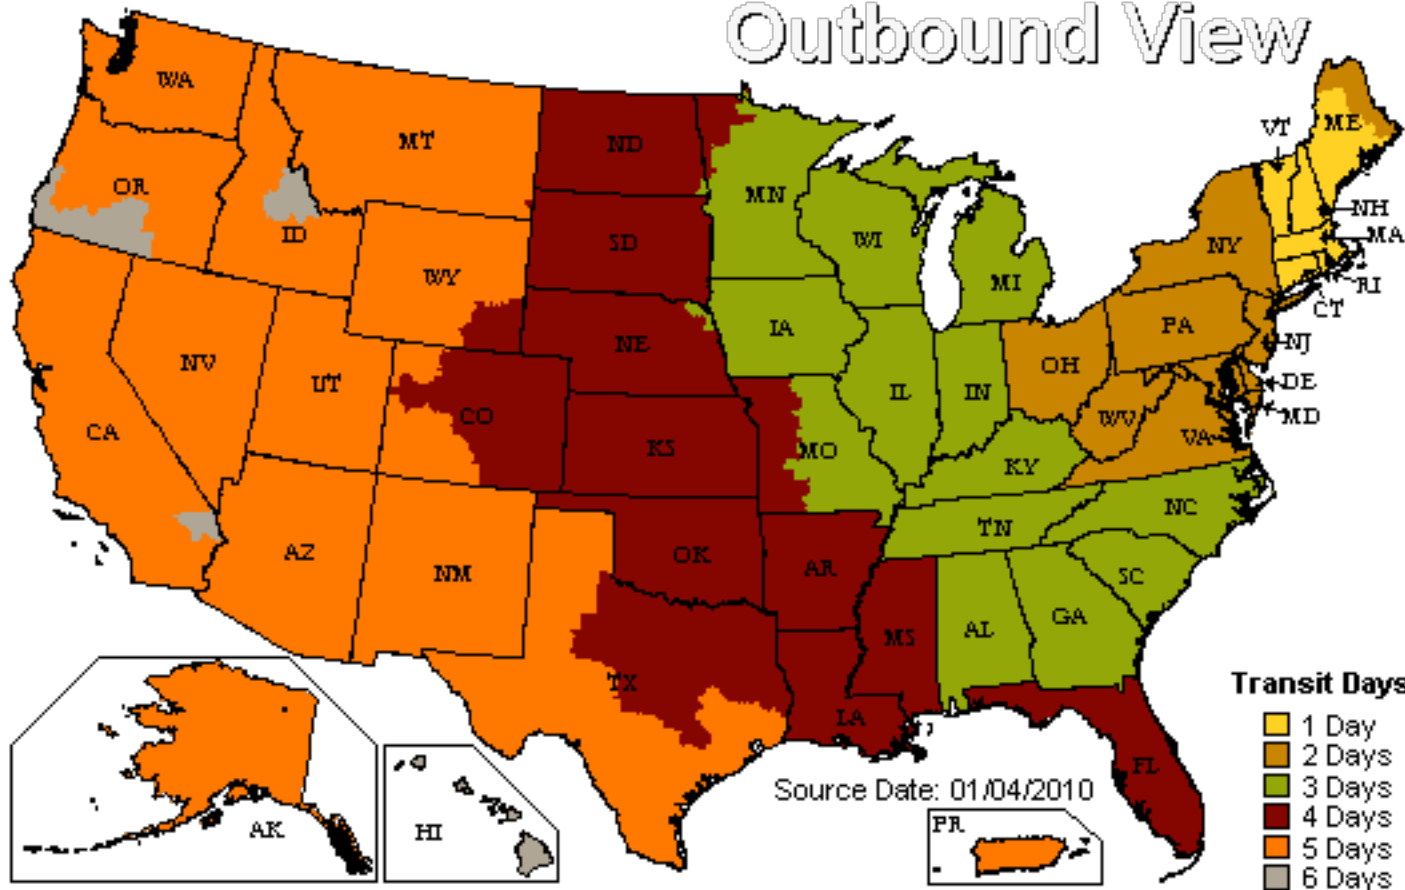 Outbound View
WA
MT
ND
MN
VT
ME
OR
ID
SD
WI
MI
NY
NH
MA
RI
CT
WY
IA
PA
NJ
NV
UT
NE
IL
IN
OH
DE
MD
CA
CO
KS
MO
WV
VA
KY
NC
TN
AZ
NM
OK
AR
SC
MS
AL
GA
TX
LA
FL
AK
HI
PR
Source Date: 01/04/2010
Transit Days
1 Day
2 Days
3 Days
4 Days
5 Days
6 Days